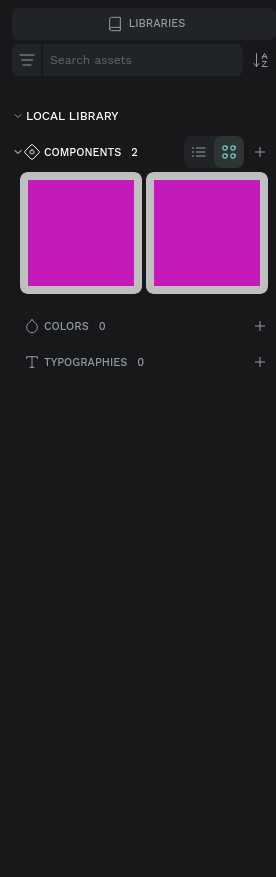 LIBRARIES
Search assets
A
Z
LOCAL LIBRARY
COMPONENTS 2
COLORS 0
TYPOGRAPHIES 0